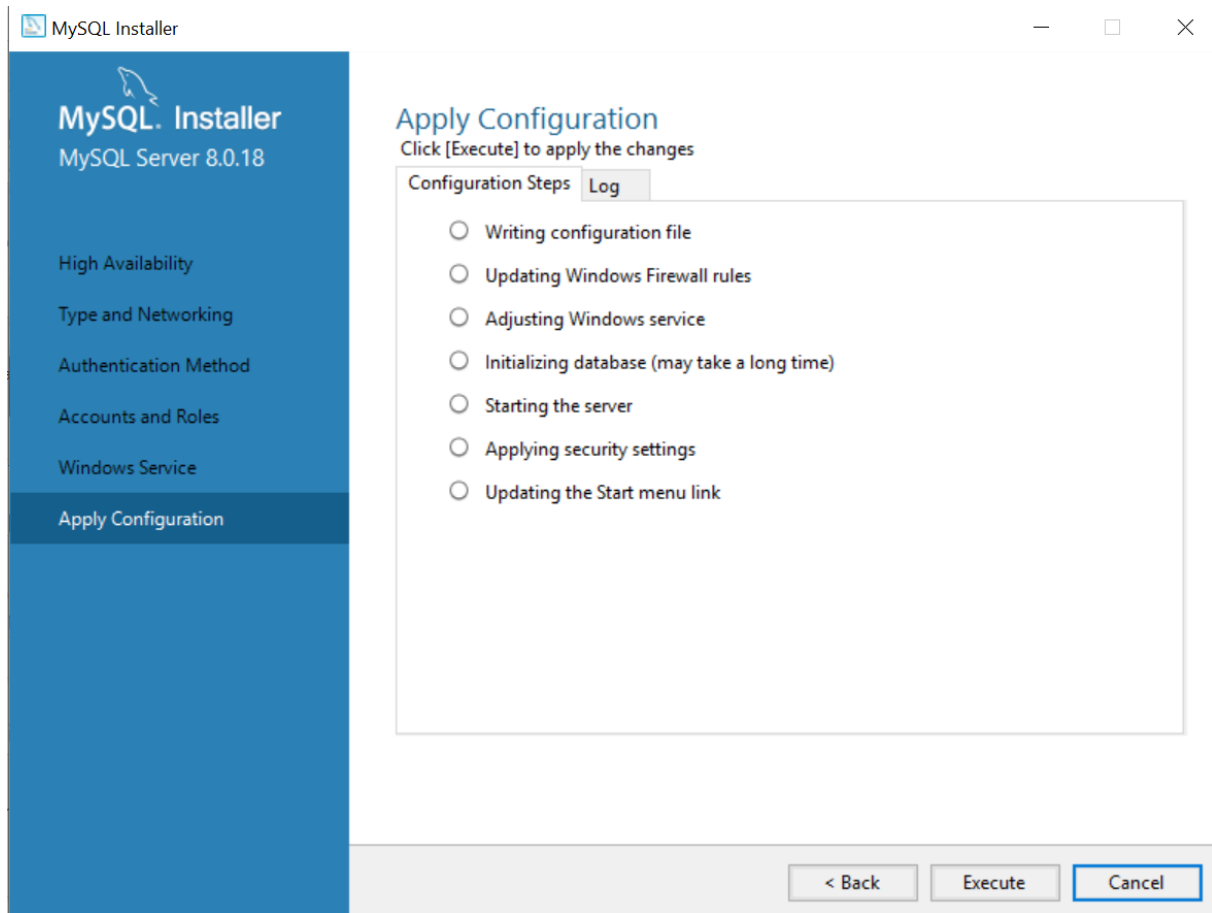 MySQL Installer
MySQL. Installer
MySQL Server 8.0.18
High Availability
Type and Networking
Authentication Method
Accounts and Roles
Windows Service
Apply Configuration
Apply Configuration
Click [Execute] to apply the changes
Configuration Steps Log
Writing configuration file
Updating Windows Firewall rules
Adjusting Windows service
Initializing database (may take a long time)
Starting the server
Applying security settings
Updating the Start menu link
< Back Execute Cancel